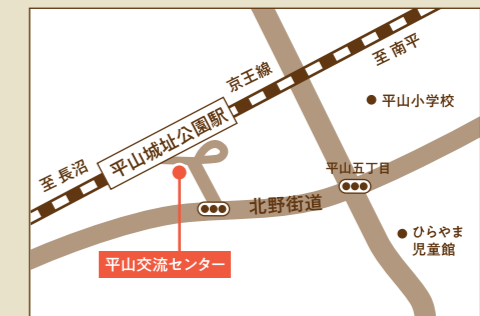 京王線
至 南平
平山小学校
平山城址公園駅
至 長沼
平山五丁目
北野街道
ひらやま
児童館
平山交流センター